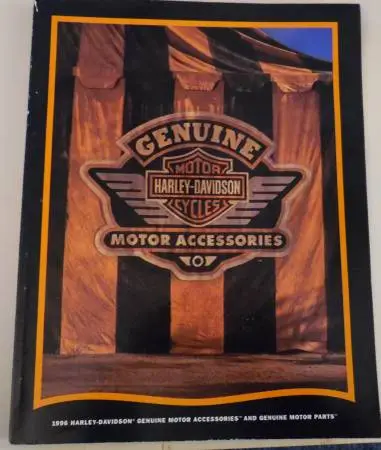 GENUINE
MOTOR
HARLEY-DAVIDSON
CYCLES
MOTOR ACCESSORIES
1996 HARLEY-DAVIDSON® GENUINE MOTOR ACCESSORIES™ AND GENUINE MOTOR PARTS™